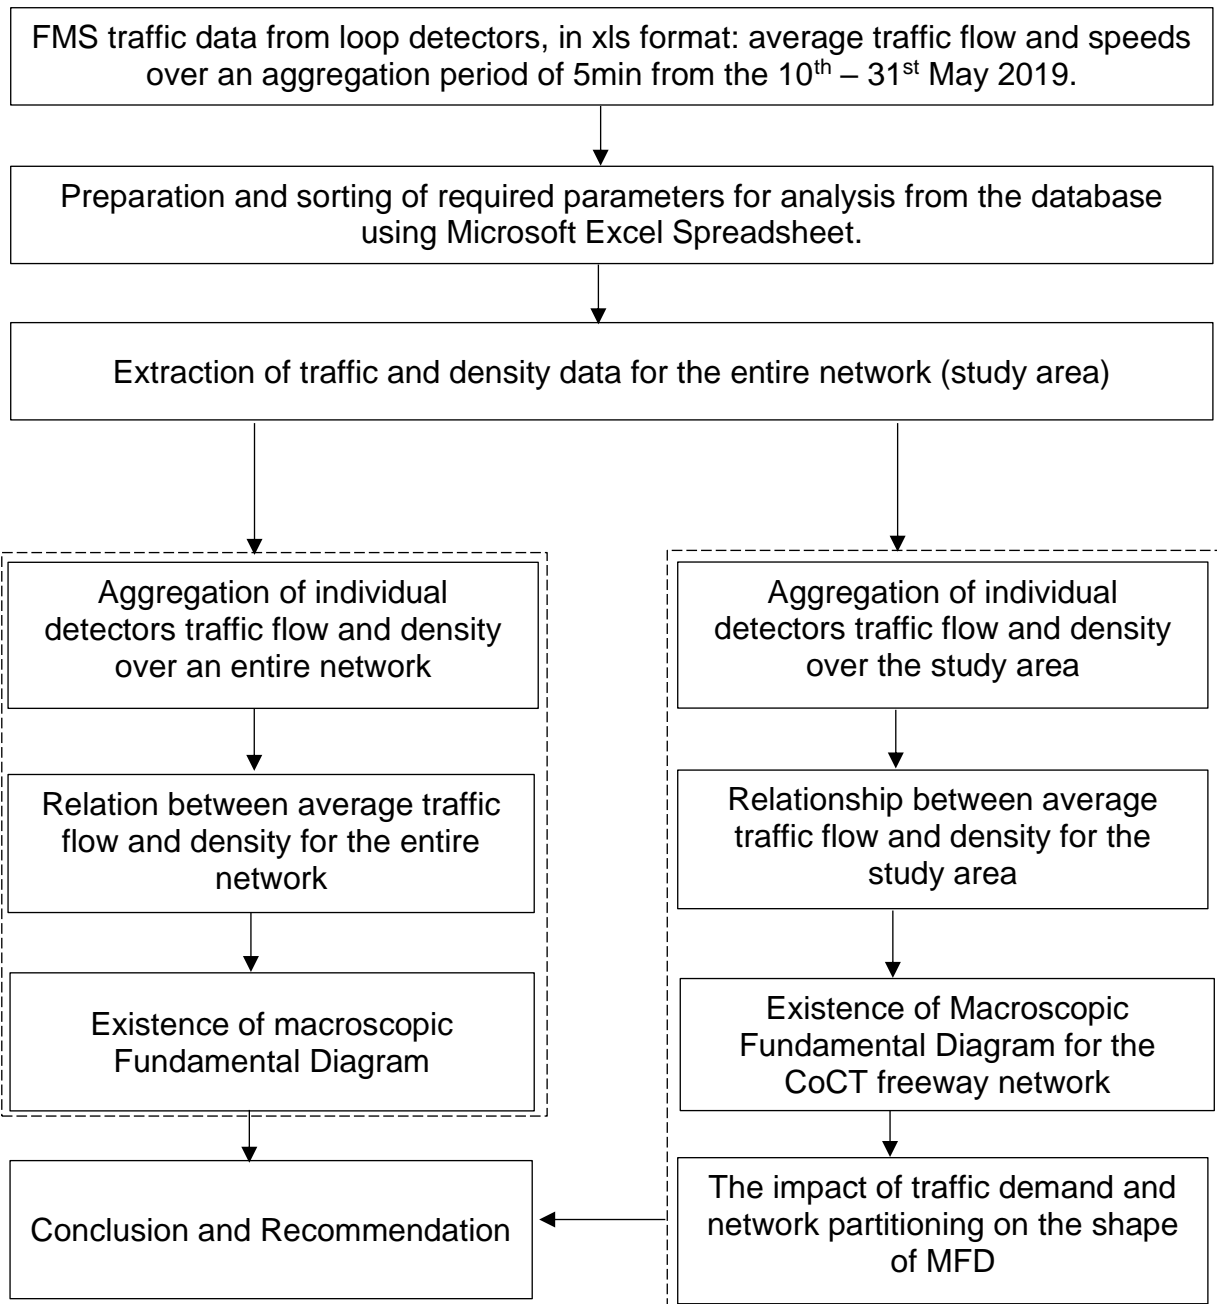 FMS traffic data from loop detectors, in xls format: average traffic flow and speeds
over an aggregation period of 5min from the 10th – 31st May 2019.
Preparation and sorting of required parameters for analysis from the database
using Microsoft Excel Spreadsheet.
Extraction of traffic and density data for the entire network (study area)
Aggregation of individual
detectors traffic flow and density
over an entire network
Relation between average traffic
flow and density for the entire
network
Existence of macroscopic
Fundamental Diagram
Conclusion and Recommendation
Aggregation of individual
detectors traffic flow and density
over the study area
Relationship between average
traffic flow and density for the
study area
Existence of Macroscopic
Fundamental Diagram for the
CoCT freeway network
The impact of traffic demand and
network partitioning on the shape
of MFD